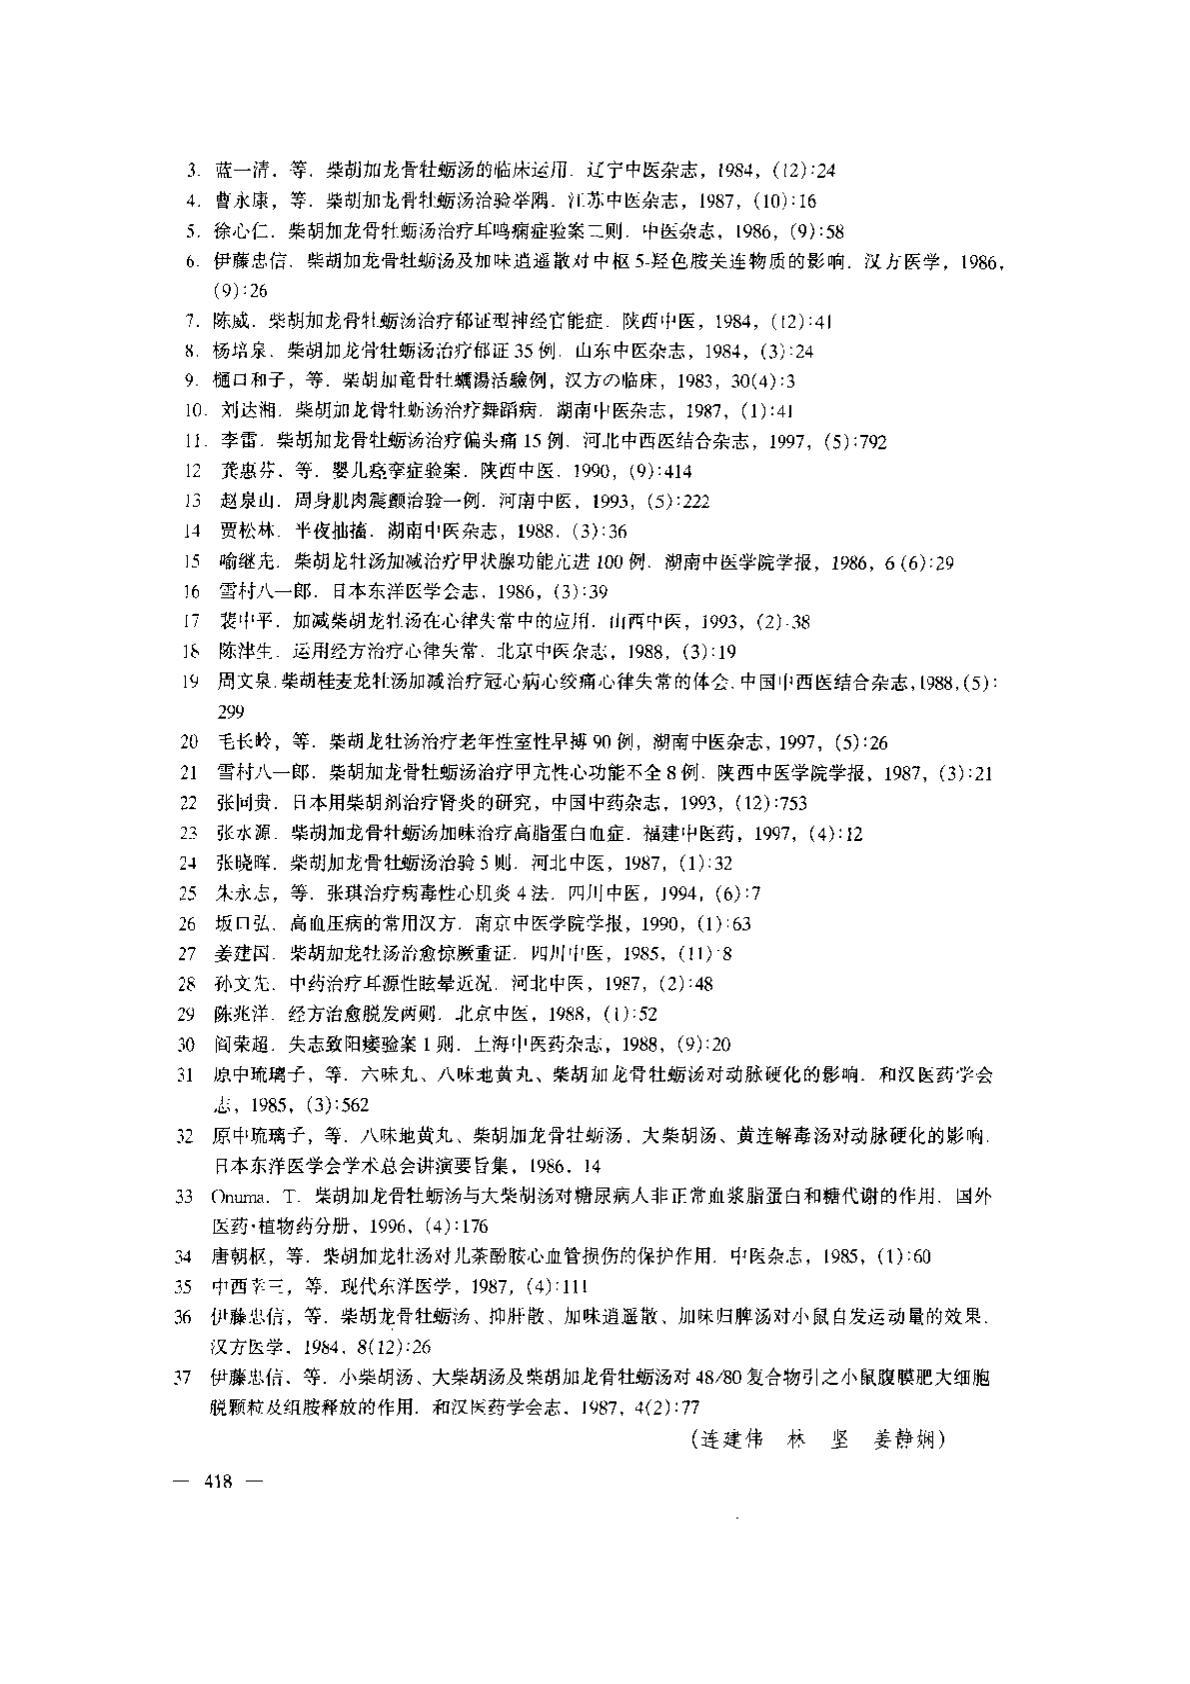 3. 蓝一清，等．柴胡加龙骨牡蛎汤的临床运用．辽宁中医杂志，1984，(12):24
4. 曹永康，等．柴胡加龙骨牡蛎汤治验举隅．江苏中医杂志，1987，(10):16
5. 徐心仁．柴胡加龙骨牡蛎汤治疗耳鸣痫症验案二则．中医杂志，1986，(9):58
6. 伊藤忠信．柴胡加龙骨牡蛎汤及加味逍遥散对中枢5-羟色胺关连物质的影响．汉方医学，1986，
(9):26
7. 陈威．柴胡加龙骨牡蛎汤治疗郁证型神经官能症．陕西中医，1984，(12):41
8. 杨培泉．柴胡加龙骨牡蛎汤治疗郁证35例．山东中医杂志，1984，(3):24
9. 樋口和子，等．柴胡加竜骨牡蠣湯活驗例，汉方の临床，1983，30(4):3
10. 刘达湘．柴胡加龙骨牡蛎汤治疗舞蹈病．湖南中医杂志，1987，(1):41
11. 李雷．柴胡加龙骨牡蛎汤治疗偏头痛15例．河北中西医结合杂志，1997，(5):792
12 龚惠芬．等．婴儿痉挛症验案．陕西中医．1990，(9):414
13 赵泉山．周身肌肉震颤治验一例．河南中医，1993，(5):222
14 贾松林．半夜抽搐．湖南中医杂志，1988．(3):36
15 喻继先．柴胡龙牡汤加减治疗甲状腺功能亢进100例．湖南中医学院学报，1986，6(6):29
16 雪村八一郎．日本东洋医学会志．1986，(3):39
17 裴中平．加减柴胡龙牡汤在心律失常中的应用．山西中医，1993，(2).38
18 陈津生．运用经方治疗心律失常．北京中医杂志，1988，(3):19
19 周文泉.柴胡桂麦龙牡汤加减治疗冠心病心绞痛心律失常的体会.中国中西医结合杂志,1988,(5):
299
20 毛长岭，等．柴胡龙牡汤治疗老年性室性早搏90例，湖南中医杂志，1997，(5):26
21 雪村八一郎．柴胡加龙骨牡蛎汤治疗甲亢性心功能不全8例．陕西中医学院学报，1987，(3):21
22 张同贵．日本用柴胡剂治疗肾炎的研究，中国中药杂志，1993，(12):753
23 张水源．柴胡加龙骨牡蛎汤加味治疗高脂蛋白血症．福建中医药，1997，(4):12
24 张晓晖．柴胡加龙骨牡蛎汤治验5则．河北中医，1987，(1):32
25 朱永志，等．张琪治疗病毒性心肌炎4法．四川中医，1994，(6):7
26 坂口弘．高血压病的常用汉方．南京中医学院学报，1990，(1):63
27 姜建国．柴胡加龙牡汤治愈惊厥重证．四川中医，1985，(11):8
28 孙文先．中药治疗耳源性眩晕近况．河北中医，1987，(2):48
29 陈兆洋．经方治愈脱发两则．北京中医，1988，(1):52
30 阎荣超．失志致阳痿验案1则．上海中医药杂志，1988，(9):20
31 原中琉璃子，等．六味丸、八味地黄丸、柴胡加龙骨牡蛎汤对动脉硬化的影响．和汉医药学会
志，1985，(3):562
32 原中琉璃子，等．八味地黄丸、柴胡加龙骨牡蛎汤．大柴胡汤、黄连解毒汤对动脉硬化的影响．
日本东洋医学会学术总会讲演要旨集，1986．14
33 Onuma．T．柴胡加龙骨牡蛎汤与大柴胡汤对糖尿病人非正常血浆脂蛋白和糖代谢的作用．国外
医药·植物药分册，1996，(4):176
34 唐朝枢，等．柴胡加龙牡汤对儿茶酚胺心血管损伤的保护作用．中医杂志，1985，(1):60
35 中西孝三，等．现代东洋医学，1987，(4):111
36 伊藤忠信，等．柴胡龙骨牡蛎汤、抑肝散、加味逍遥散、加味归脾汤对小鼠自发运动量的效果．
汉方医学．1984．8(12):26
37 伊藤忠信、等．小柴胡汤、大柴胡汤及柴胡加龙骨牡蛎汤对48/80复合物引之小鼠腹膜肥大细胞
脱颗粒及组胺释放的作用．和汉医药学会志．1987，4(2):77
(连建伟 林 坚 姜静娴)
— 418 —